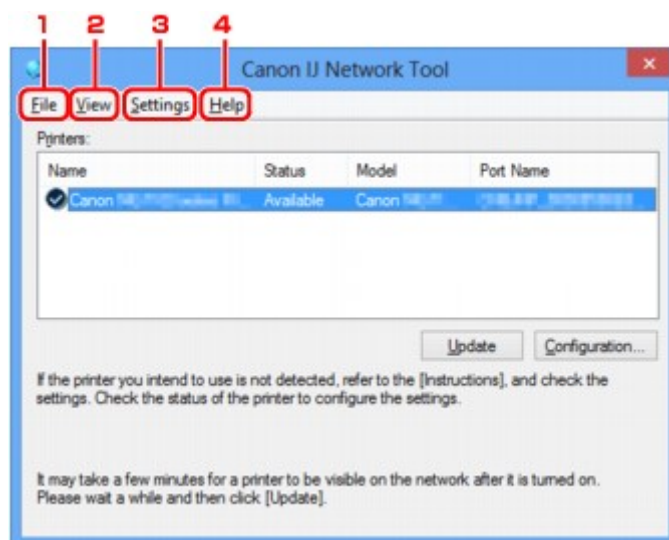 1 2 3 4
Canon IJ Network Tool
File View Settings Help
Printers:
Name Status Model Port Name
Canon Available Canon
Update Configuration...
If the printer you intend to use is not detected, refer to the [Instructions], and check the
settings. Check the status of the printer to configure the settings.
It may take a few minutes for a printer to be visible on the network after it is turned on.
Please wait a while and then click [Update].